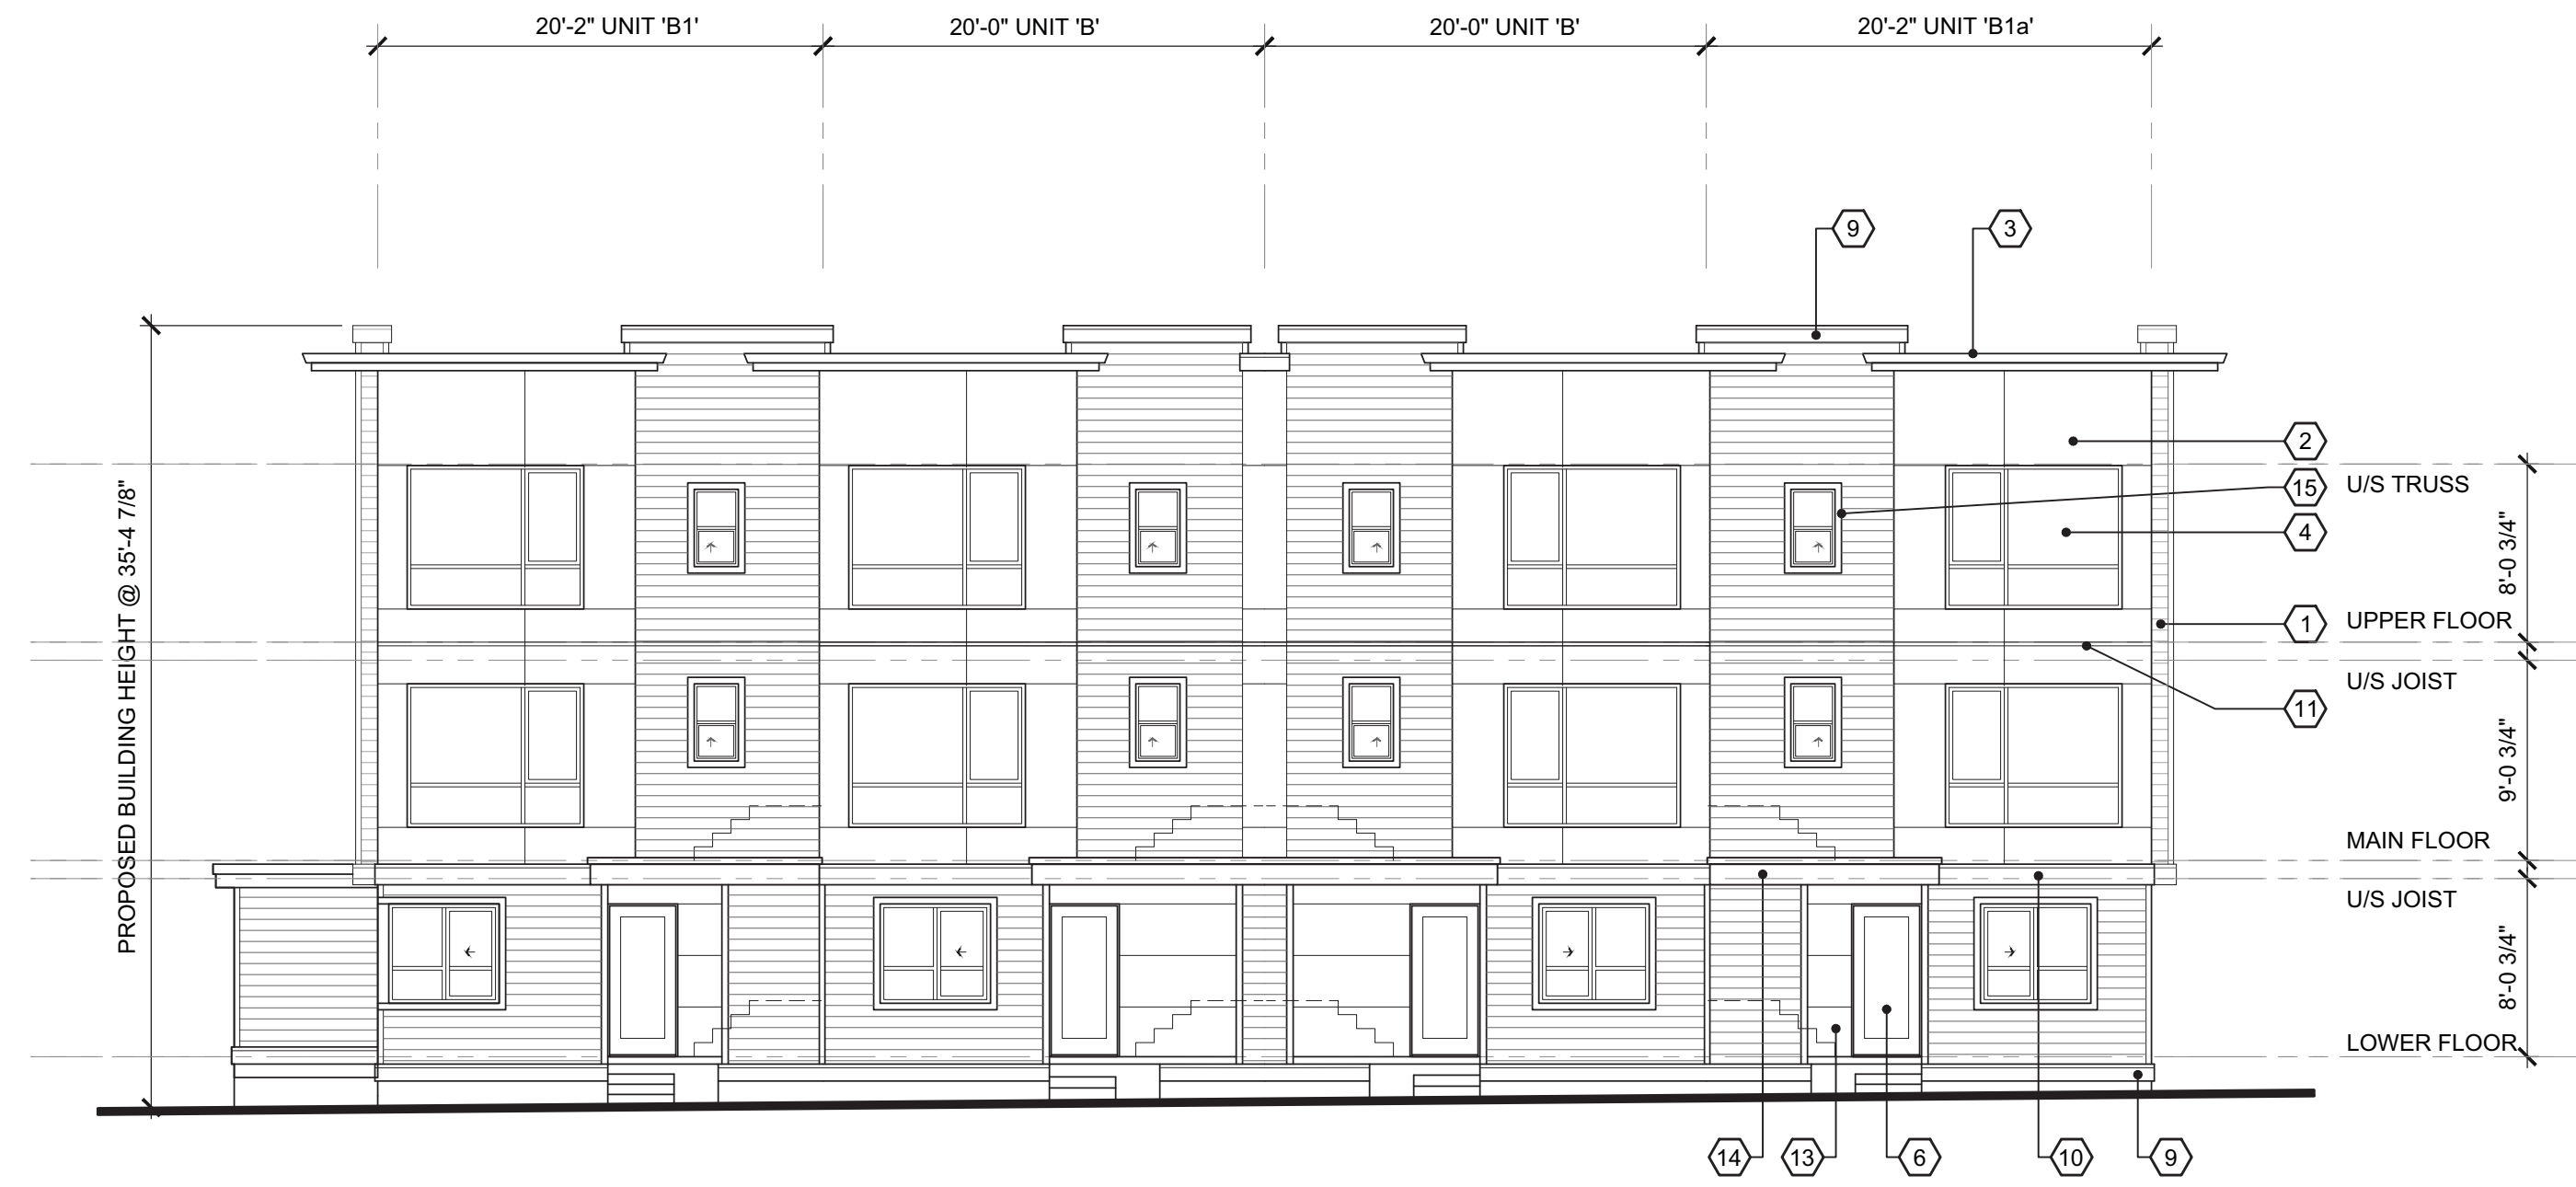 20'-2" UNIT 'B1'
20'-0" UNIT 'B'
20'-0" UNIT 'B'
20'-2" UNIT 'B1a'
9
3
2
15
U/S TRUSS
4
8'-0 3/4"
1
UPPER FLOOR
U/S JOIST
11
9'-0 3/4"
MAIN FLOOR
U/S JOIST
8'-0 3/4"
LOWER FLOOR
PROPOSED BUILDING HEIGHT @ 35'-4 7/8"
14
13
6
10
9